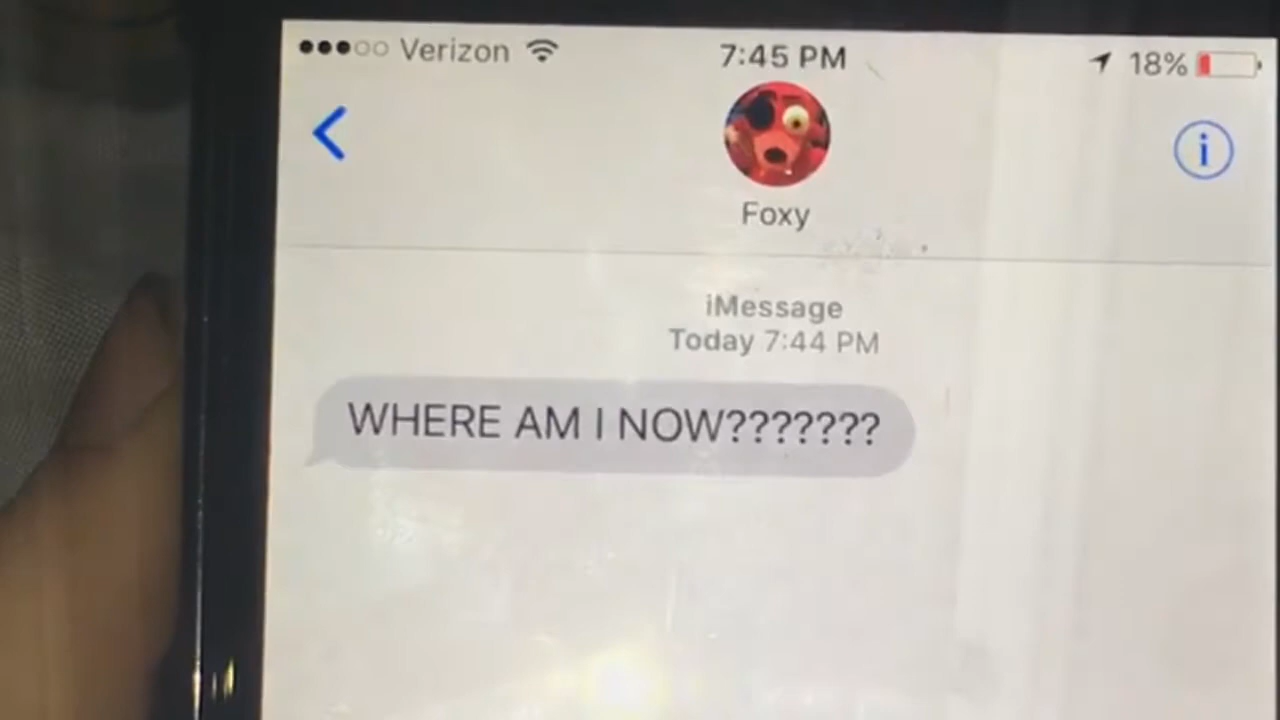 Verizon 7:45 PM 18%
i
Foxy
iMessage
Today 7:44 PM
WHERE AM I NOW???????